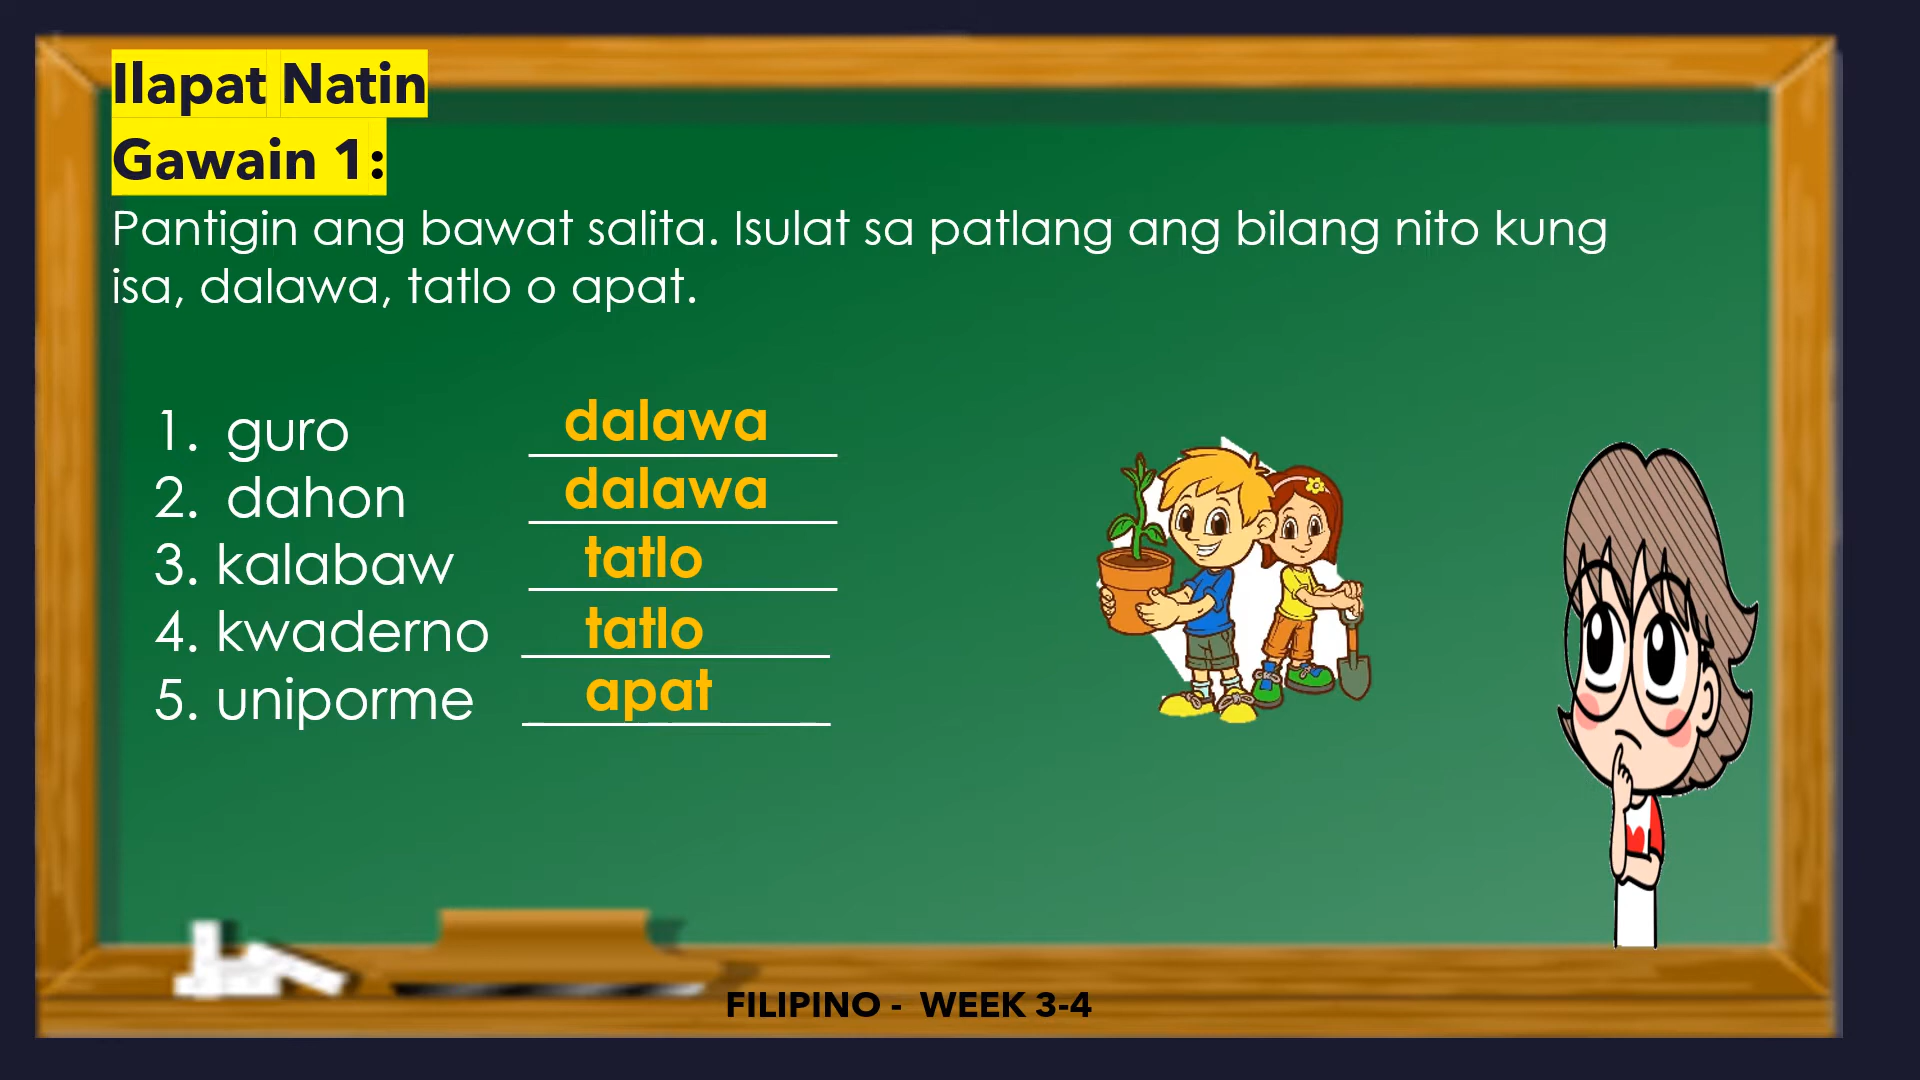 Ilapat Natin
Gawain 1:
Pantigin ang bawat salita. Isulat sa patlang ang bilang nito kung
isa, dalawa, tatlo o apat.
1. guro dalawa
2. dahon dalawa
3. kalabaw tatlo
4. kwaderno tatlo
5. uniporme apat
FILIPINO - WEEK 3-4